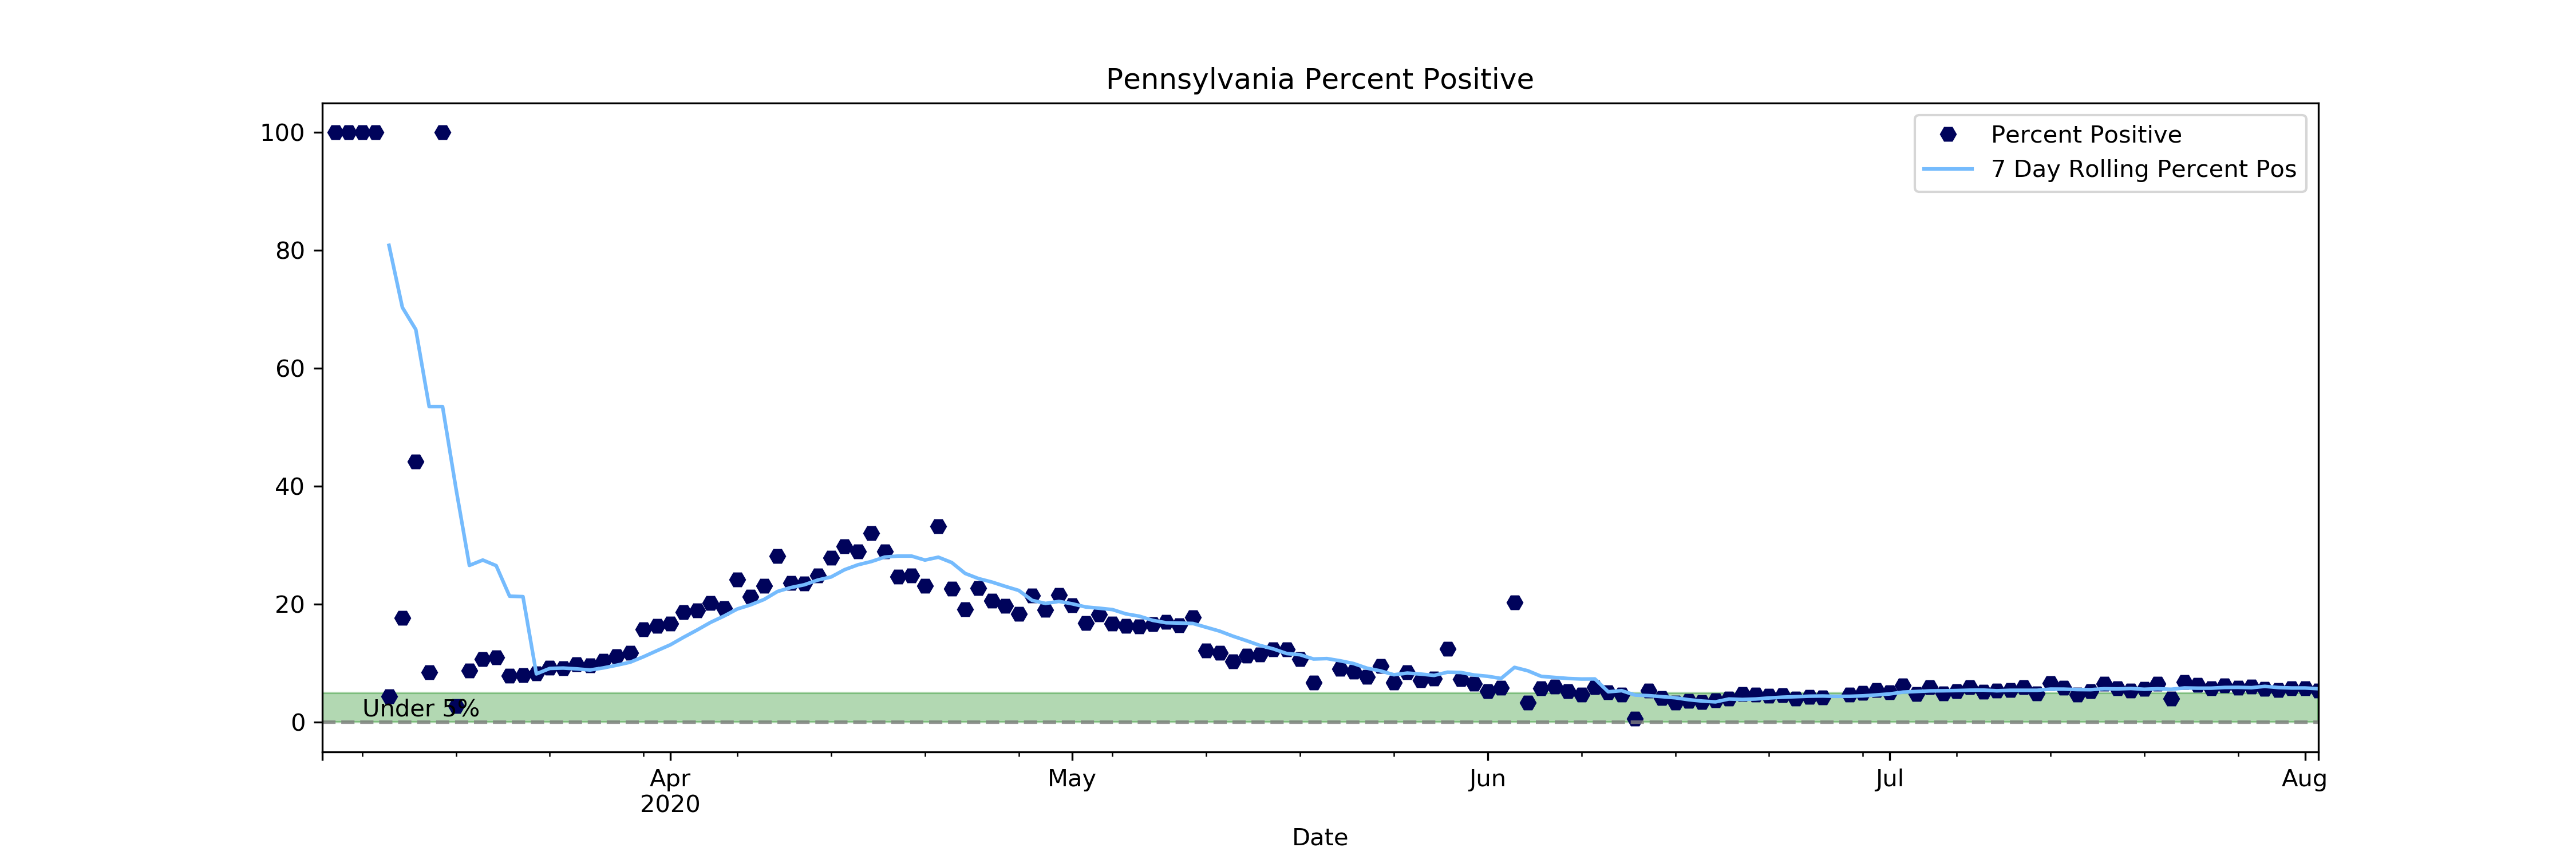 Pennsylvania Percent Positive
100
80
60
40
20
0
Percent Positive
7 Day Rolling Percent Pos
Under 5%
Apr
2020
May
Jun
Jul
Aug
Date